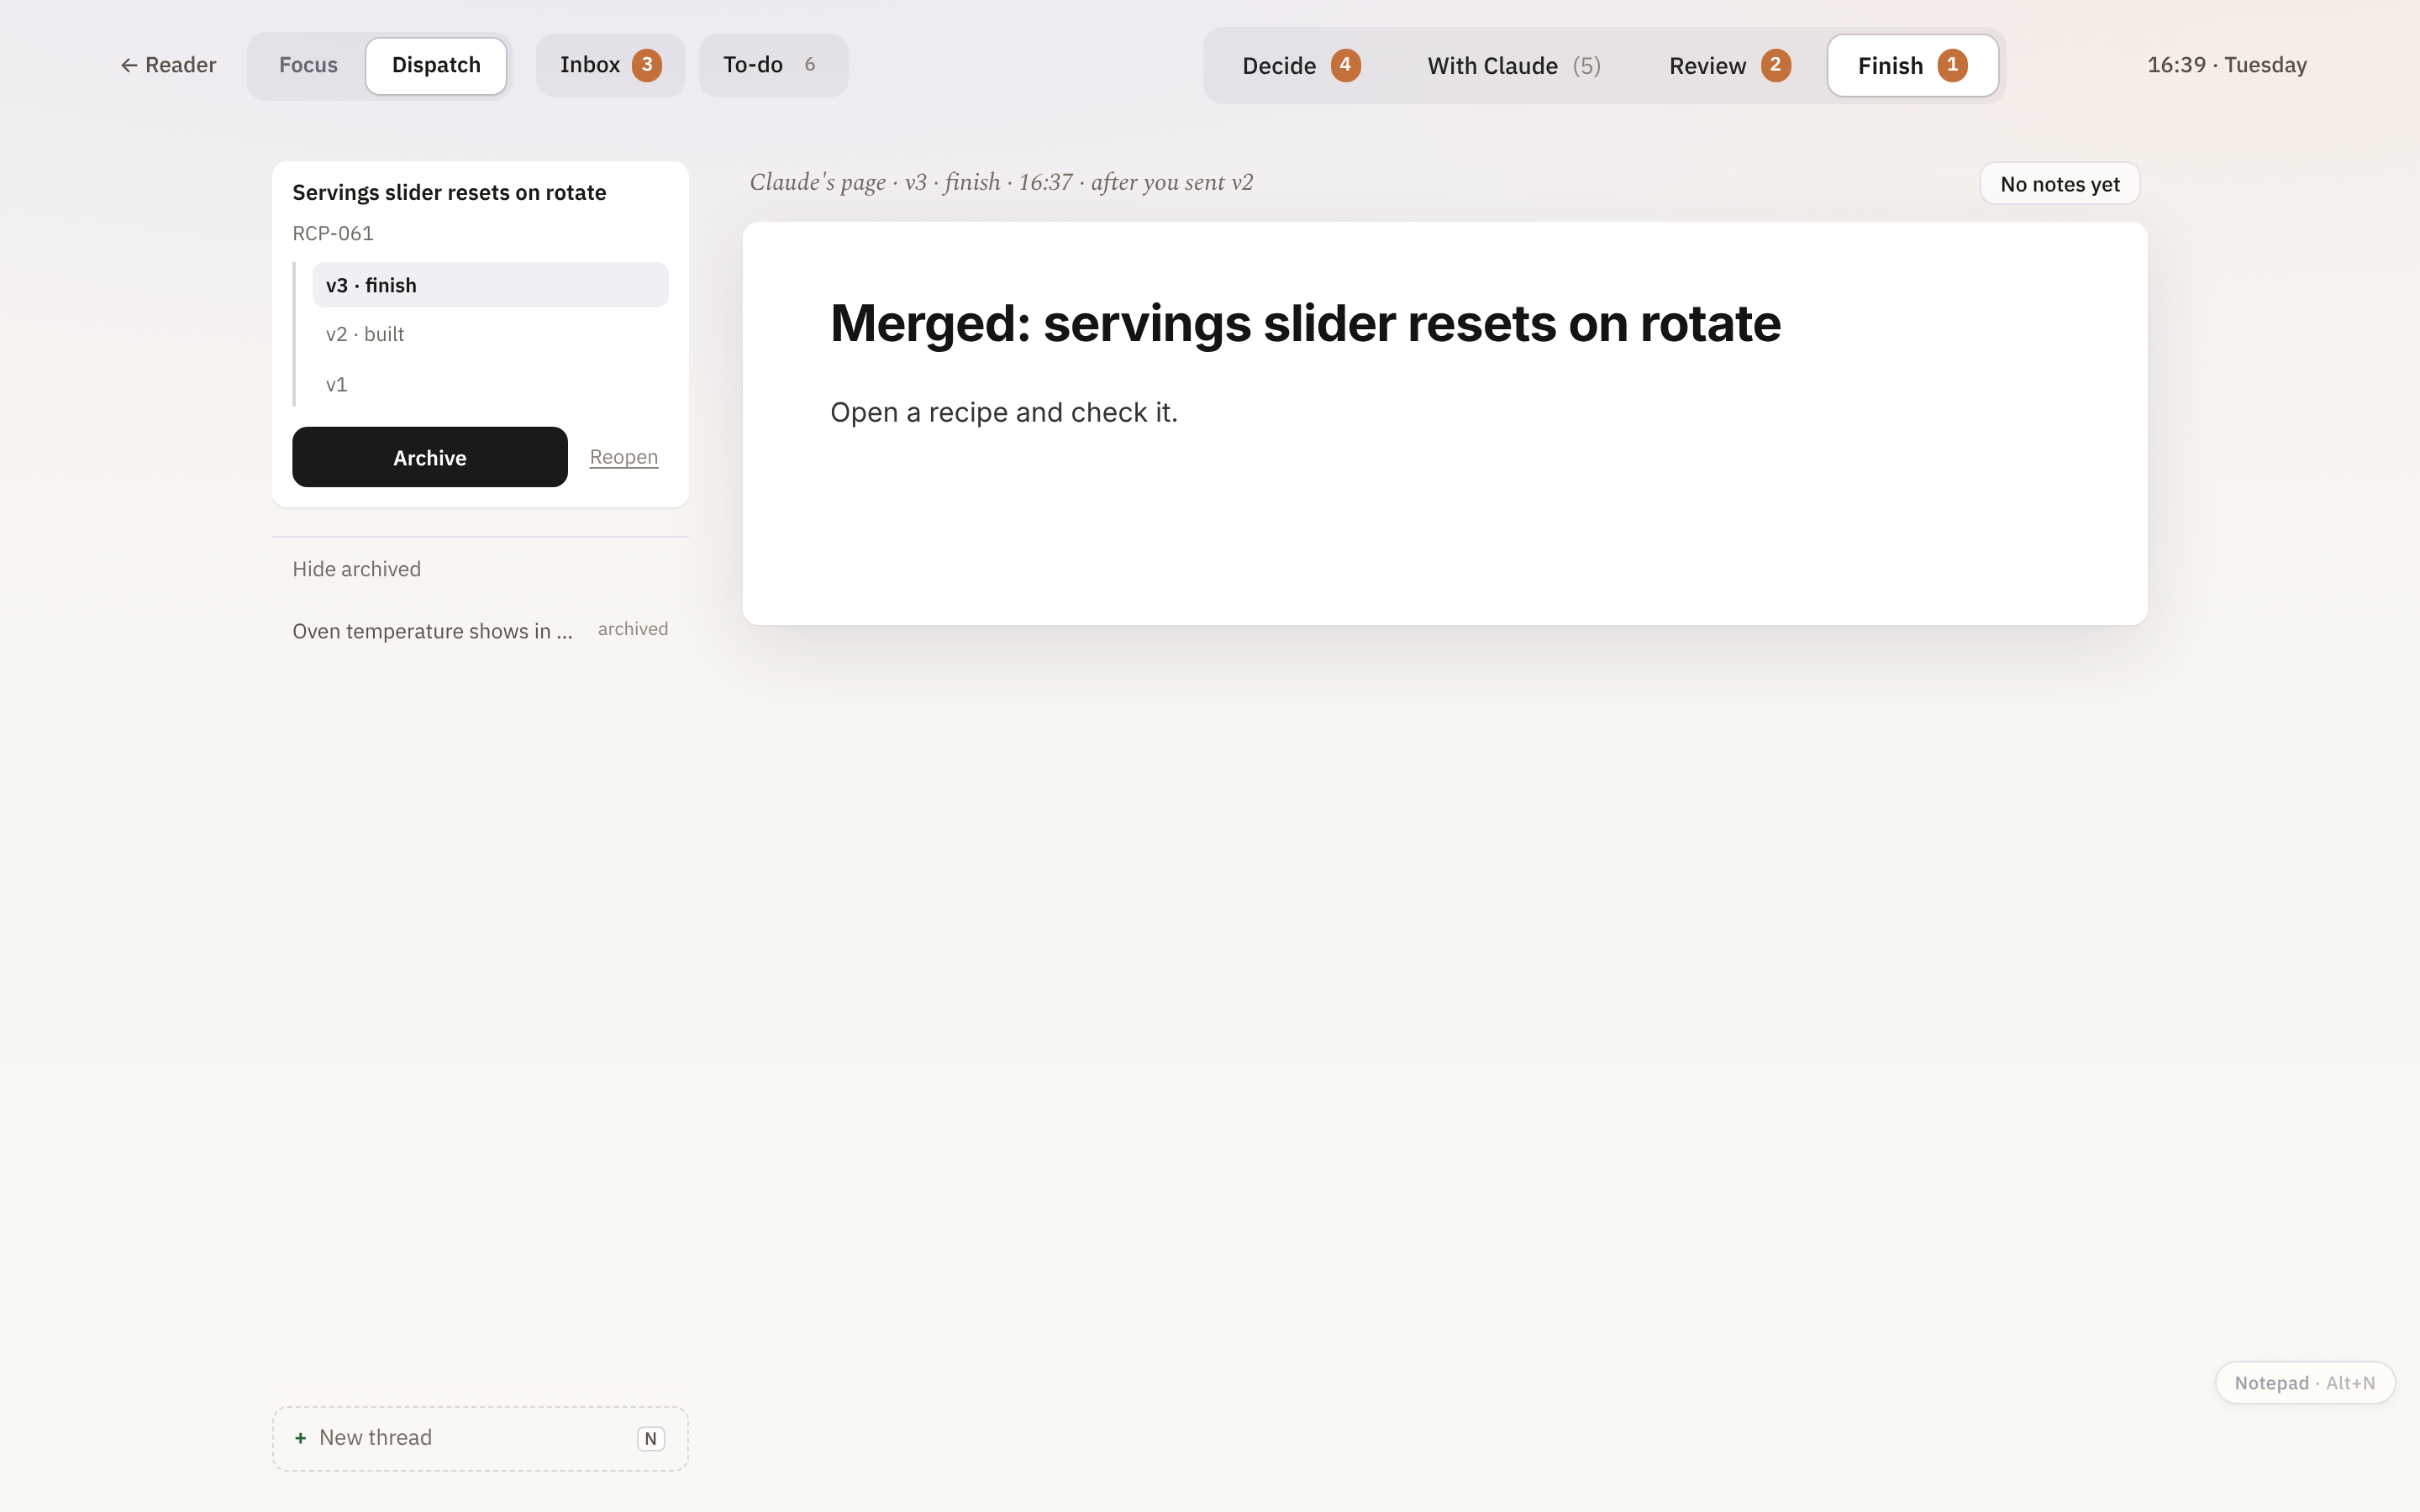 ← Reader
Focus
Dispatch
Inbox 3
To-do 6
Decide 4
With Claude (5)
Review 2
Finish 1
16:39 · Tuesday
Servings slider resets on rotate
RCP-061
v3 · finish
v2 · built
v1
Archive
Reopen
Hide archived
Oven temperature shows in ...
archived
+ New thread
N
Claude's page · v3 · finish · 16:37 · after you sent v2
No notes yet
Merged: servings slider resets on rotate
Open a recipe and check it.
Notepad · Alt+N